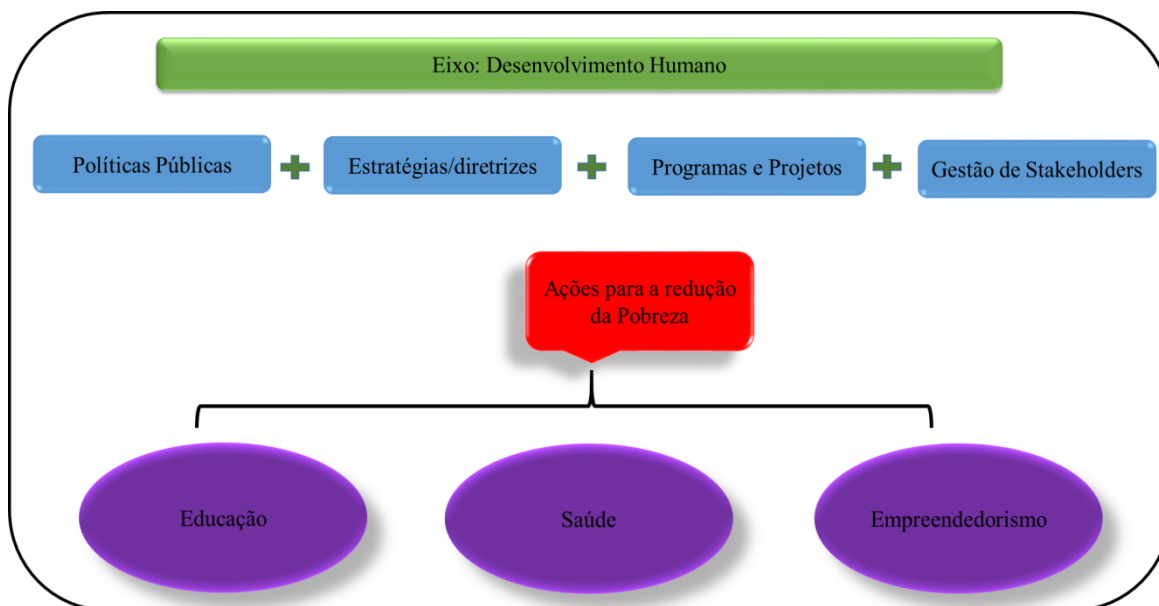 Eixo: Desenvolvimento Humano
Políticas Públicas
Estratégias/diretrizes
Programas e Projetos
Gestão de Stakeholders
Ações para a redução
da Pobreza
Educação
Saúde
Empreendedorismo